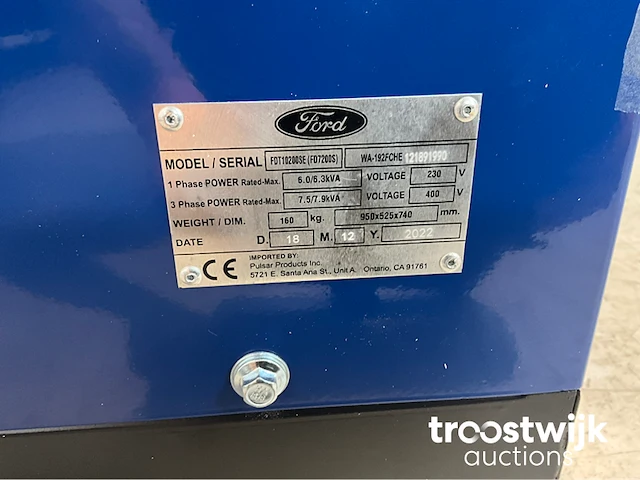 Ford
MODEL / SERIAL FDT10200SE (FD7200S) WA-192FCHE 121891990
1 Phase POWER Rated-Max. 6.0/6.3kVA VOLTAGE 230 V
3 Phase POWER Rated-Max. 7.5/7.9kVA VOLTAGE 400 V
WEIGHT / DIM. 160 kg. 950x525x740 mm.
DATE D. 18 M. 12 Y. 2022
CE IMPORTED BY:
Pulsar Products Inc.
5721 E. Santa Ana St., Unit A. Ontario, CA 91761
troostwijk
auctions